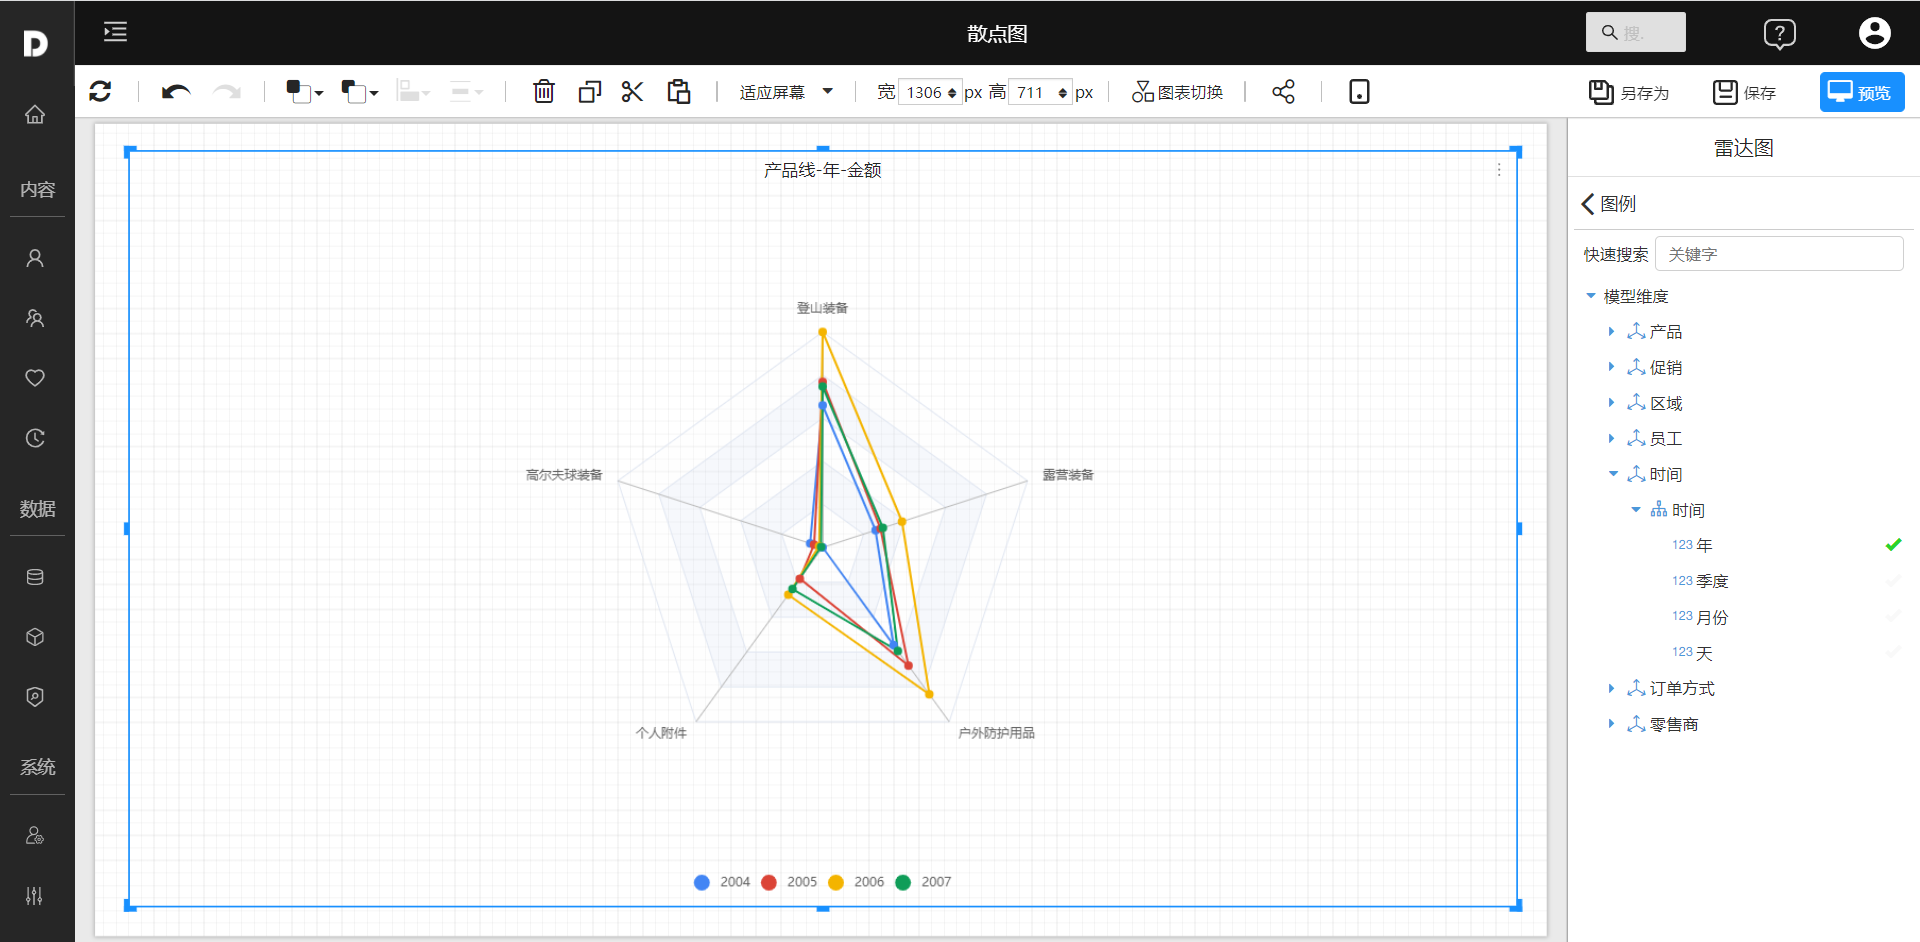 D
散点图
搜.
?
适应屏幕
宽 1306 px 高 711 px
图表切换
另存为
保存
预览
内容
数据
系统
产品线-年-金额
登山装备
高尔夫球装备
露营装备
个人附件
户外防护用品
2004 2005 2006 2007
雷达图
图例
快速搜索 关键字
模型维度
产品
促销
区域
员工
时间
时间
123 年
123 季度
123 月份
123 天
订单方式
零售商